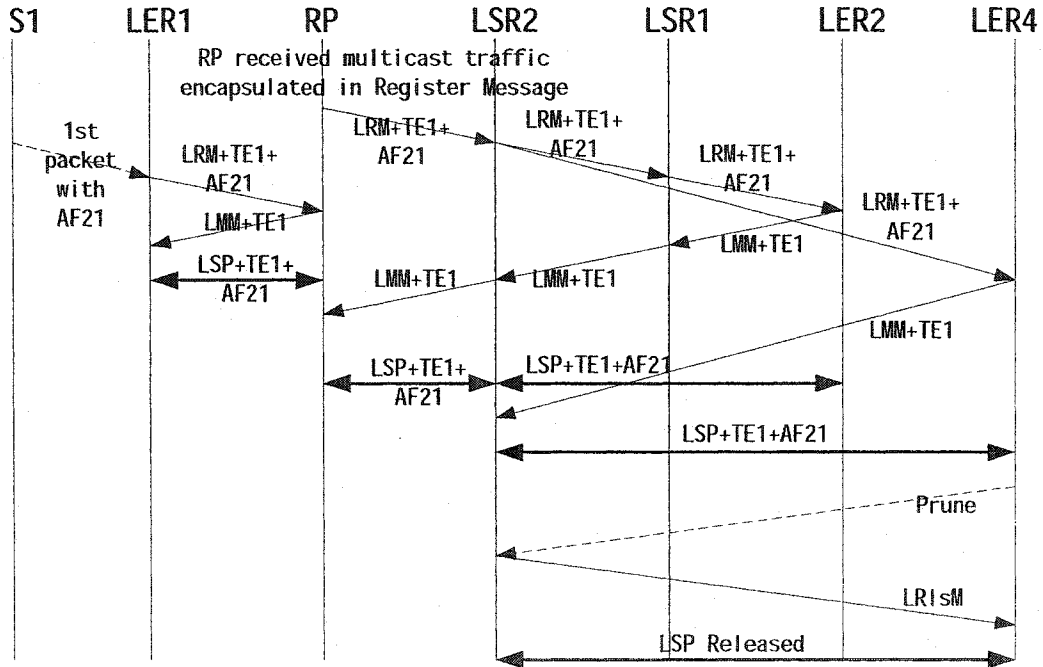 S1 LER1 RP LSR2 LSR1 LER2 LER4
RP received multicast traffic
encapsulated in Register Message
1st
packet
with
AF21
LRM+TE1+
AF21
LRM+TE1+
AF21
LRM+TE1+
AF21
LRM+TE1+
AF21
LRM+TE1+
AF21
LMM+TE1
LMM+TE1
LSP+TE1+
AF21
LMM+TE1
LMM+TE1
LMM+TE1
LSP+TE1+
AF21
LSP+TE1+AF21
LSP+TE1+AF21
Prune
LRlsM
LSP Released